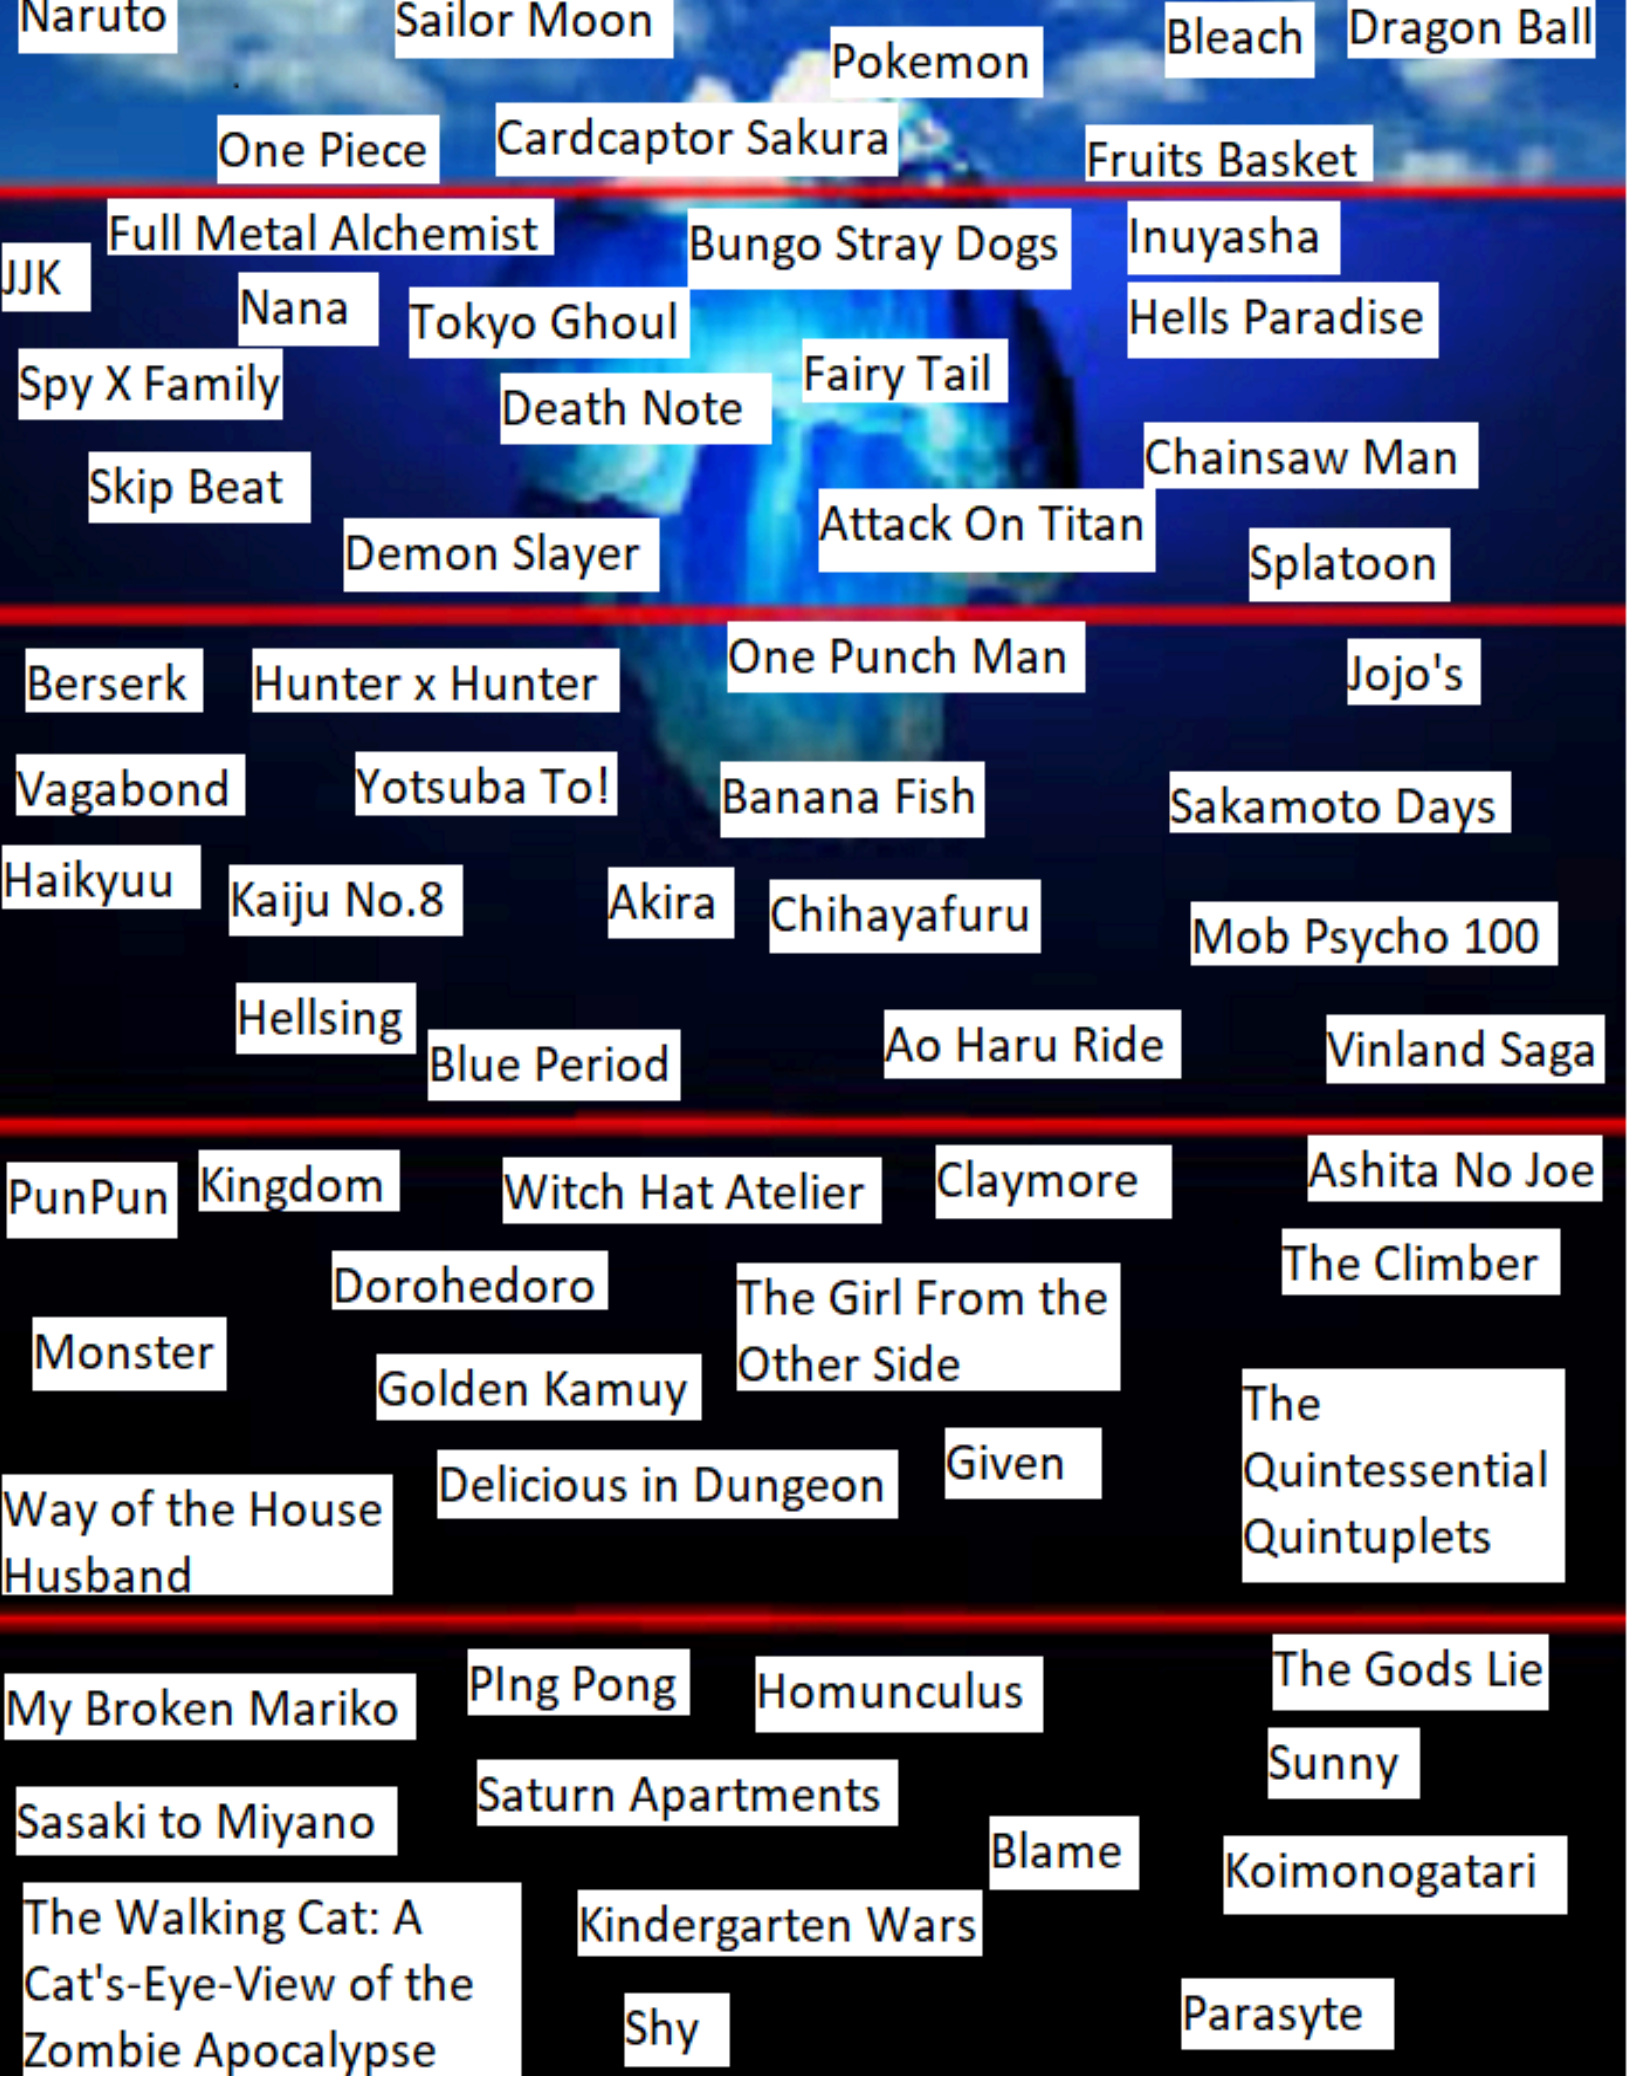 Naruto
Sailor Moon
Pokemon
Bleach
Dragon Ball
One Piece
Cardcaptor Sakura
Fruits Basket
Full Metal Alchemist
Bungo Stray Dogs
Inuyasha
JJK
Nana
Tokyo Ghoul
Hells Paradise
Spy X Family
Death Note
Fairy Tail
Chainsaw Man
Skip Beat
Demon Slayer
Attack On Titan
Splatoon
Berserk
Hunter x Hunter
One Punch Man
Jojo's
Vagabond
Yotsuba To!
Banana Fish
Sakamoto Days
Haikyuu
Kaiju No.8
Akira
Chihayafuru
Mob Psycho 100
Hellsing
Blue Period
Ao Haru Ride
Vinland Saga
PunPun
Kingdom
Witch Hat Atelier
Claymore
Ashita No Joe
Dorohedoro
The Girl From the
Other Side
The Climber
Monster
Golden Kamuy
Given
The
Quintessential
Quintuplets
Way of the House
Husband
Delicious in Dungeon
My Broken Mariko
PIng Pong
Homunculus
The Gods Lie
Sunny
Sasaki to Miyano
Saturn Apartments
Blame
Koimonogatari
The Walking Cat: A
Cat's-Eye-View of the
Zombie Apocalypse
Kindergarten Wars
Shy
Parasyte